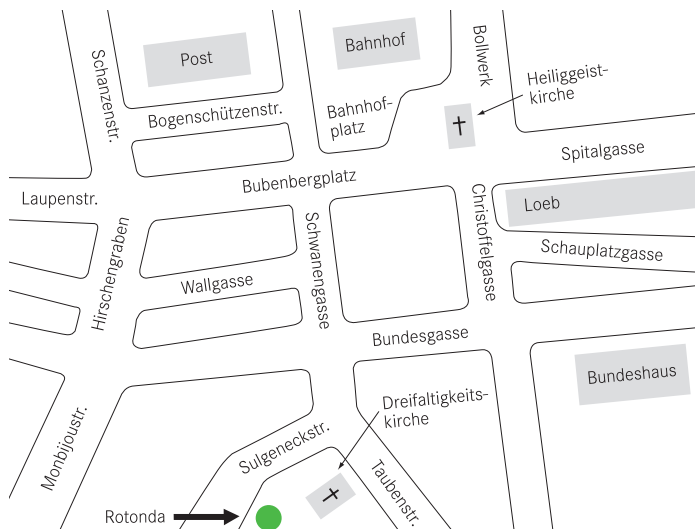 Schanzenstr.
Post
Bahnhof
Bollwerk
Heiliggeist-
kirche
Bogenschützenstr.
Bahnhof-
platz
Spitalgasse
Bubenbergplatz
Laupenstr.
Loeb
Christoffelgasse
Schwanengasse
Hirschengraben
Schauplatzgasse
Wallgasse
Bundesgasse
Bundeshaus
Dreifaltigkeits-
kirche
Monbijoustr.
Sulgeneckstr.
Taubenstr.
Rotonda